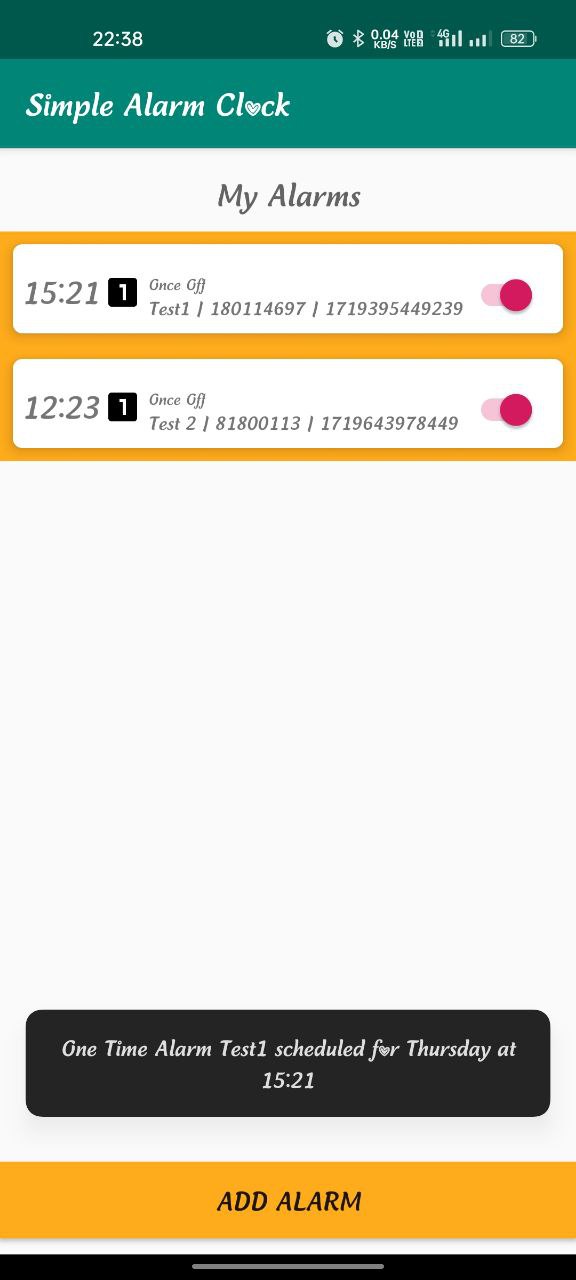 22:38
0.04 KB/S
VoD LTE2
4G
82
Simple Alarm Clock
My Alarms
15:21 1 Once Off
Test1 | 180114697 | 1719395449239
12:23 1 Once Off
Test 2 | 81800113 | 1719643978449
One Time Alarm Test1 scheduled for Thursday at
15:21
ADD ALARM